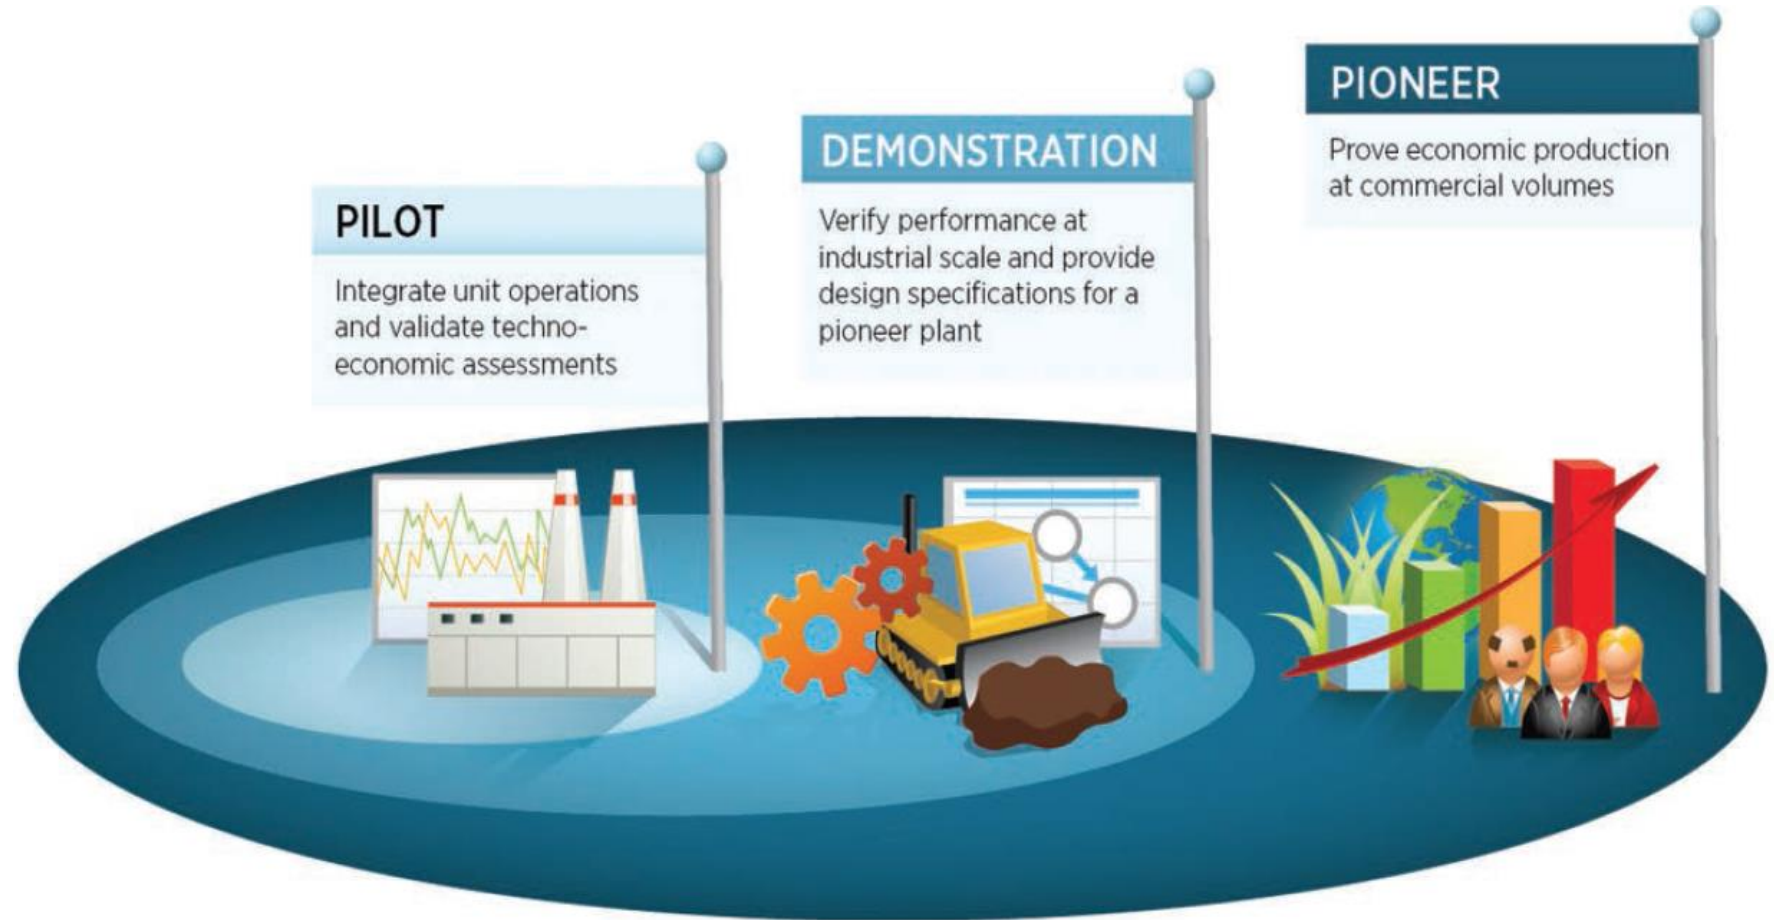 PILOT
Integrate unit operations
and validate techno-
economic assessments
DEMONSTRATION
Verify performance at
industrial scale and provide
design specifications for a
pioneer plant
PIONEER
Prove economic production
at commercial volumes